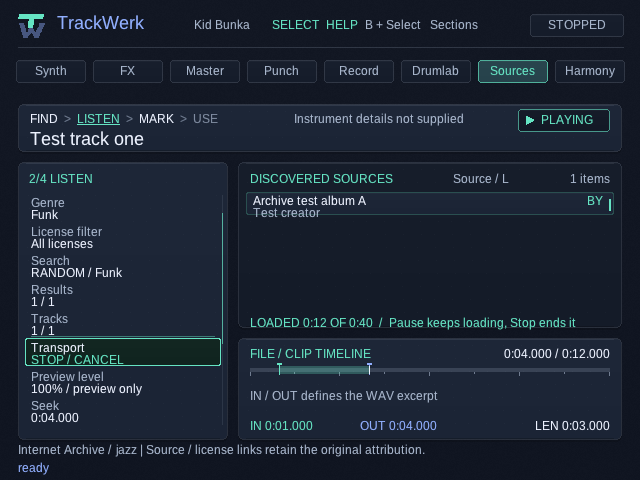 TW TrackWerk Kid Bunka SELECT HELP B + Select Sections STOPPED
Synth FX Master Punch Record Drumlab Sources Harmony
FIND > LISTEN > MARK > USE Instrument details not supplied PLAYING
Test track one
2/4 LISTEN
Genre
Funk
License filter
All licenses
Search
RANDOM / Funk
Results
1 / 1
Tracks
1 / 1
Transport
STOP / CANCEL
Preview level
100% / preview only
Seek
0:04.000
DISCOVERED SOURCES Source / L 1 items
Archive test album A BY
Test creator
LOADED 0:12 OF 0:40 / Pause keeps loading, Stop ends it
FILE / CLIP TIMELINE 0:04.000 / 0:12.000
IN / OUT defines the WAV excerpt
IN 0:01.000 OUT 0:04.000 LEN 0:03.000
Internet Archive / jazz | Source / license links retain the original attribution.
ready